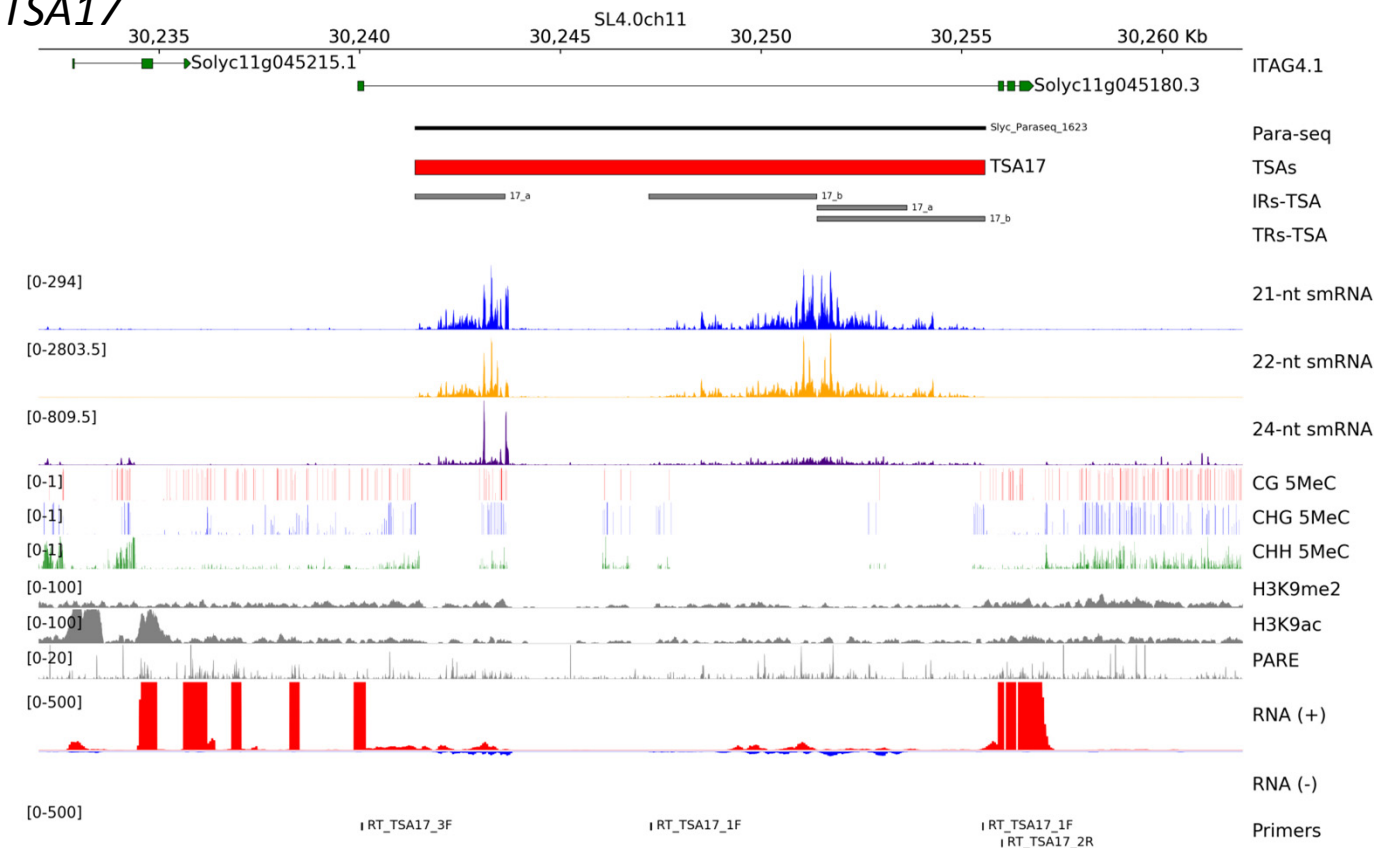 TSA17
SL4.0ch11
30,235 30,240 30,245 30,250 30,255 30,260 Kb
Solyc11g045215.1 ITAG4.1
Solyc11g045180.3
Slyc_Paraseq_1623 Para-seq
TSA17 TSAs
17_a 17_b IRs-TSA
17_a
17_b TRs-TSA
[0-294] 21-nt smRNA
[0-2803.5] 22-nt smRNA
[0-809.5] 24-nt smRNA
[0-1] CG 5MeC
[0-1] CHG 5MeC
[0-1] CHH 5MeC
[0-100] H3K9me2
[0-100] H3K9ac
[0-20] PARE
[0-500] RNA (+)
RNA (-)
[0-500]
RT_TSA17_3F RT_TSA17_1F RT_TSA17_1F Primers
RT_TSA17_2R